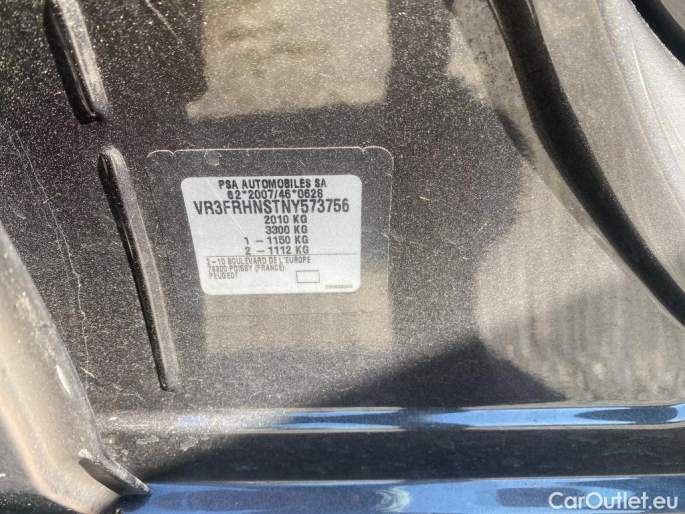 PSA AUTOMOBILES SA
82*2007/46*0628
VR3FRHNSTNY573756
2010 KG
3300 KG
1 - 1150 KG
2 - 1112 KG
2-10 BOULEVARD DE L'EUROPE
78300 POISSY (FRANCE)
PEUGEOT
CarOutlet.eu